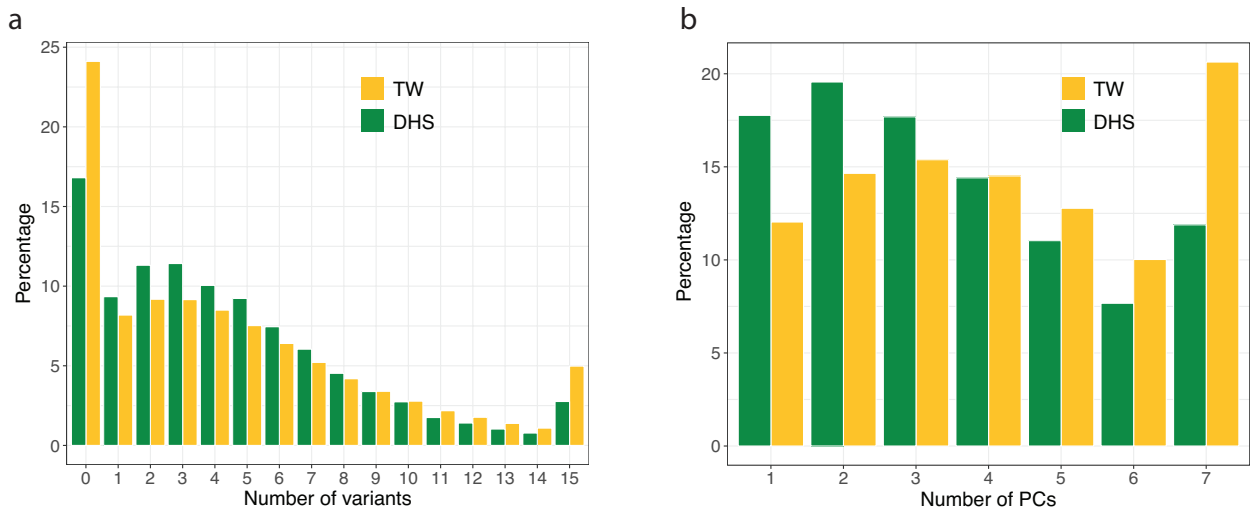 a
25
20
15
10
5
0
Percentage
TW
DHS
0 1 2 3 4 5 6 7 8 9 10 11 12 13 14 15
Number of variants
b
20
15
10
5
0
Percentage
TW
DHS
1 2 3 4 5 6 7
Number of PCs